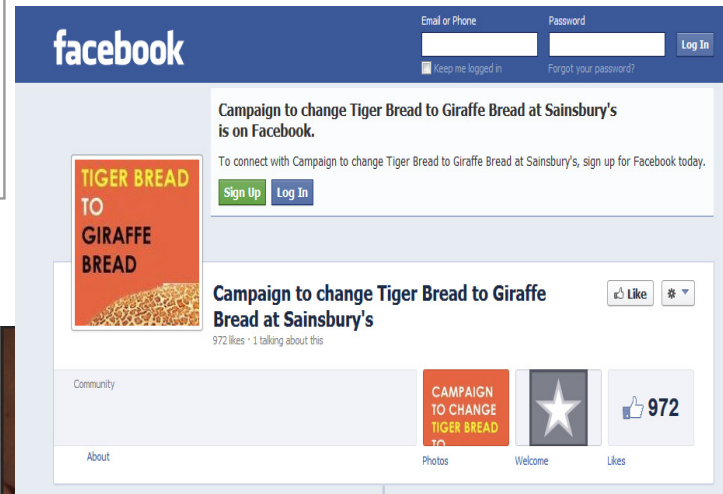 Email or Phone
Password
facebook
Log In
Keep me logged in
Forgot your password?
Campaign to change Tiger Bread to Giraffe Bread at Sainsbury's
is on Facebook.
To connect with Campaign to change Tiger Bread to Giraffe Bread at Sainsbury's, sign up for Facebook today.
Sign Up
Log In
TIGER BREAD
TO
GIRAFFE
BREAD
Campaign to change Tiger Bread to Giraffe
Bread at Sainsbury's
Like
972 likes · 1 talking about this
Community
About
CAMPAIGN
TO CHANGE
TIGER BREAD
TO
Photos
Welcome
972
Likes